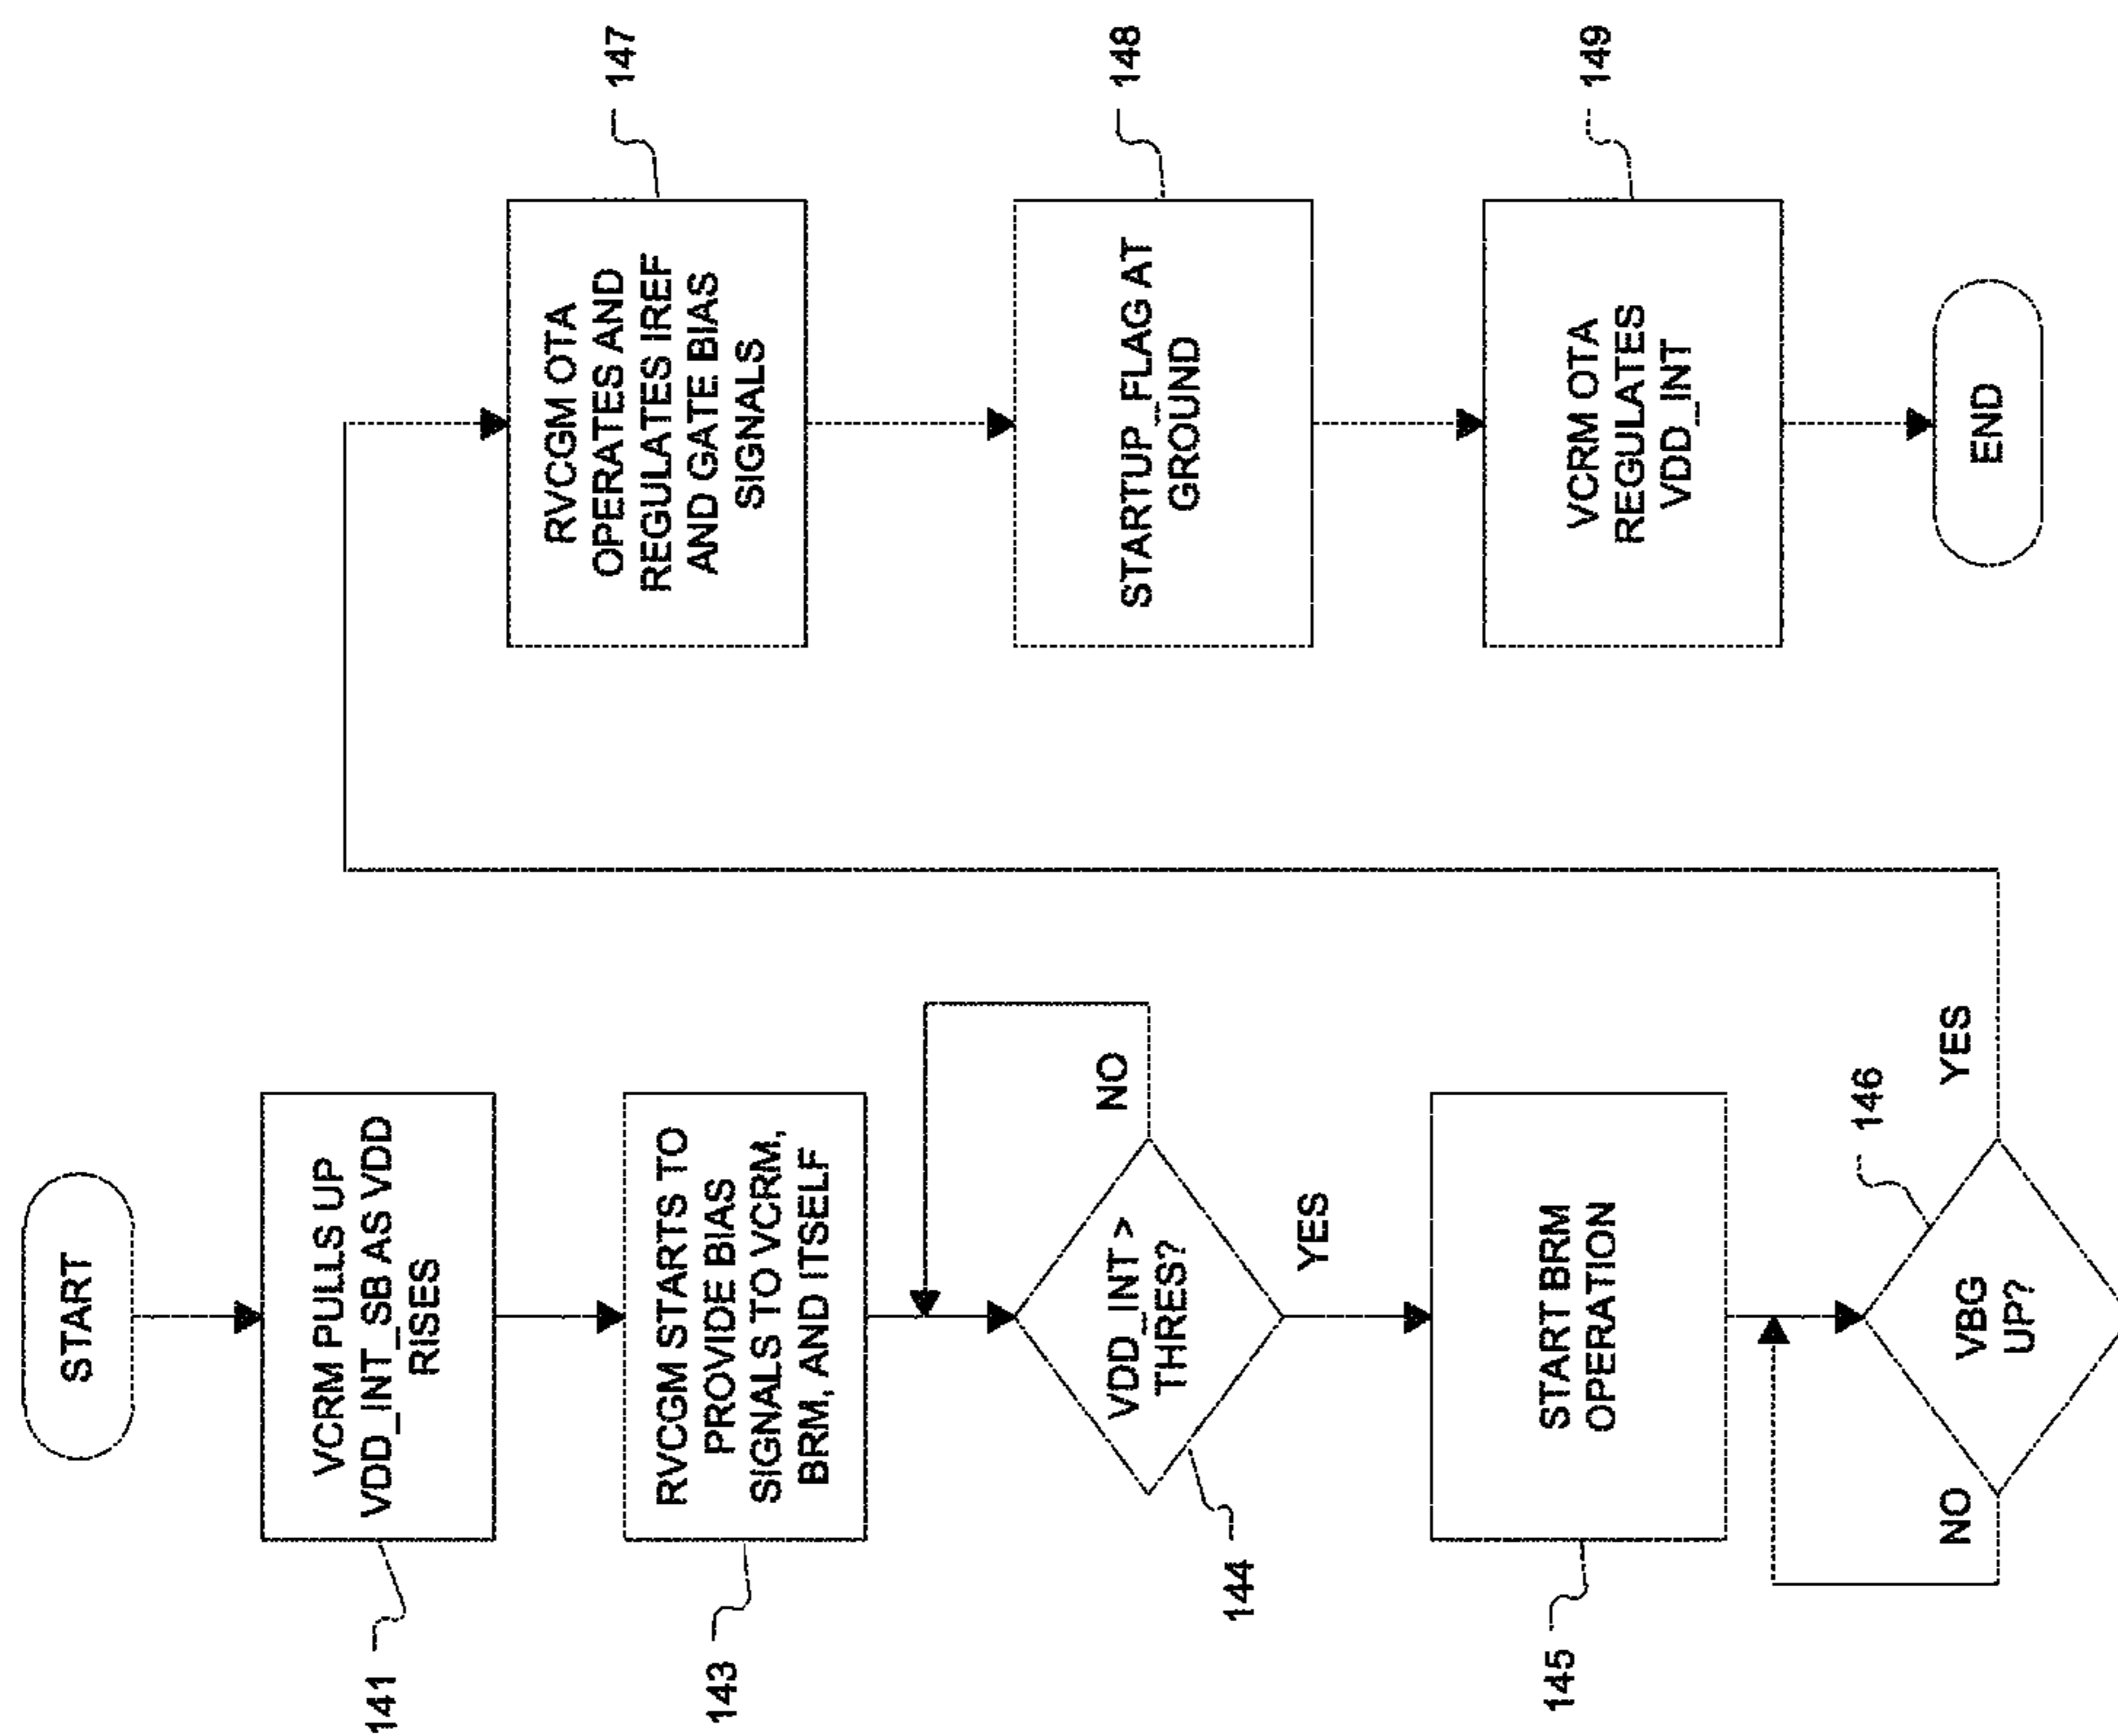 START
VCRM PULLS UP
VDD_INT_SB AS VDD
RISES
141
RVCGM STARTS TO
PROVIDE BIAS
SIGNALS TO VCRM,
BRM, AND ITSELF
143
VDD_INT >
THRES?
144
NO
YES
START BRM
OPERATION
145
VBG
UP?
146
NO
YES
RVCGM OTA
OPERATES AND
REGULATES IREF
AND GATE BIAS
SIGNALS
147
STARTUP_FLAG AT
GROUND
148
VCRM OTA
REGULATES
VDD_INT
149
END